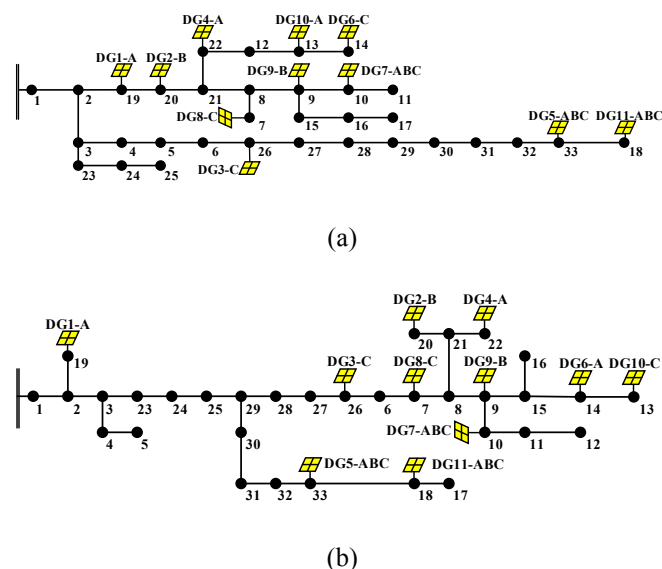 DG4-A DG10-A DG6-C
22 12 13 14
DG1-A DG2-B DG9-B DG7-ABC
1 2 19 20 21 8 9 10 11
DG8-C 7 15 16 17
DG5-ABC DG11-ABC
3 4 5 6 26 27 28 29 30 31 32 33 18
23 24 25 DG3-C
(a)
DG2-B DG4-A
DG1-A 20 21 22
19 DG3-C DG8-C DG9-B 16 DG6-A DG10-C
1 2 3 23 24 25 29 28 27 26 6 7 8 9 15 14 13
DG7-ABC
4 5 30 10 11 12
DG5-ABC DG11-ABC
31 32 33 18 17
(b)